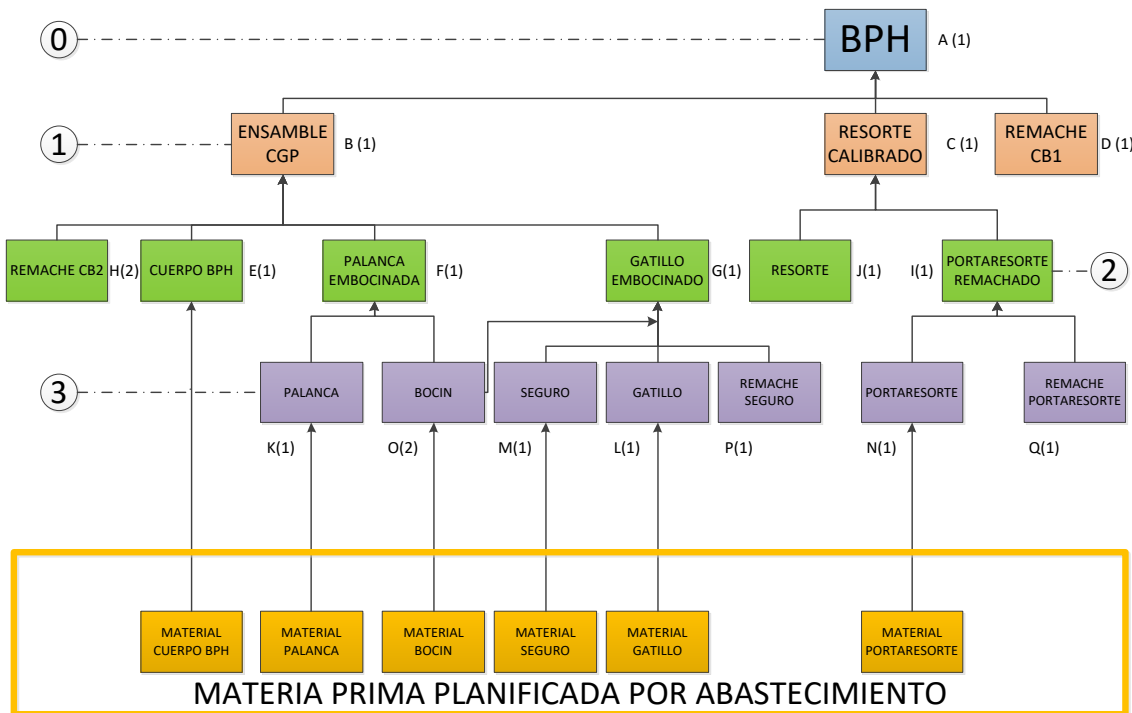 0
BPH
A (1)
1
ENSAMBLE
CGP
B (1)
RESORTE
CALIBRADO
C (1)
REMACHE
CB1
D (1)
REMACHE CB2
H(2)
CUERPO BPH
E(1)
PALANCA
EMBOCINADA
F(1)
GATILLO
EMBOCINADO
G(1)
RESORTE
J(1)
I(1)
PORTARESORTE
REMACHADO
2
3
PALANCA
BOCIN
SEGURO
GATILLO
REMACHE
SEGURO
PORTARESORTE
REMACHE
PORTARESORTE
K(1)
O(2)
M(1)
L(1)
P(1)
N(1)
Q(1)
MATERIAL
CUERPO BPH
MATERIAL
PALANCA
MATERIAL
BOCIN
MATERIAL
SEGURO
MATERIAL
GATILLO
MATERIAL
PORTARESORTE
MATERIA PRIMA PLANIFICADA POR ABASTECIMIENTO